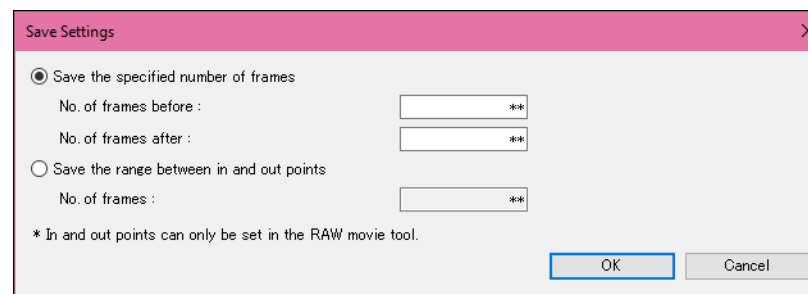 Save Settings
Save the specified number of frames
No. of frames before : **
No. of frames after : **
Save the range between in and out points
No. of frames : **
* In and out points can only be set in the RAW movie tool.
OK Cancel